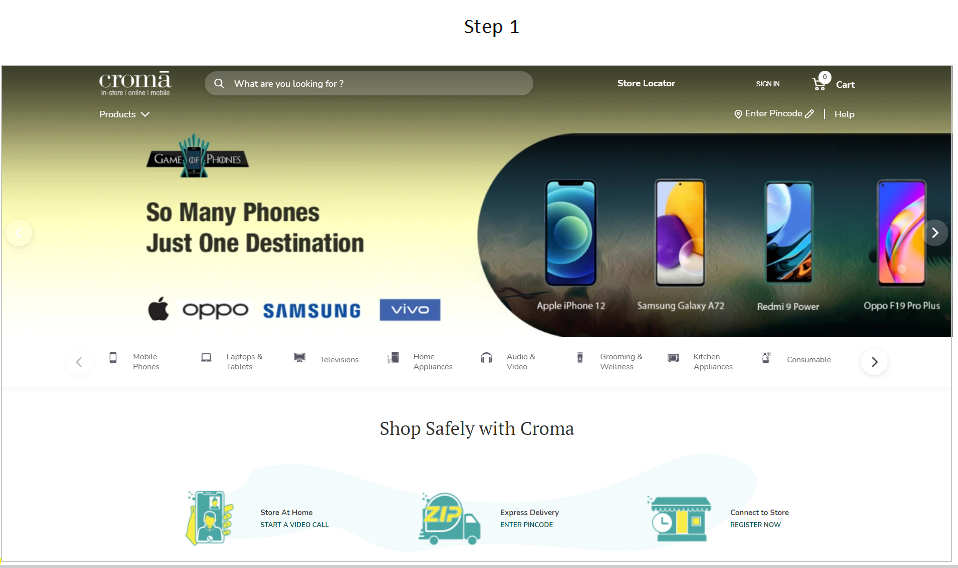 Step 1
cromā
in-store | online | mobile
What are you looking for ?
Store Locator
SIGN IN
0
Cart
Products
Enter Pincode
Help
GAME OF PHONES
So Many Phones
Just One Destination
oppo
SAMSUNG
vivo
Apple iPhone 12
Samsung Galaxy A72
Redmi 9 Power
Oppo F19 Pro Plus
Mobile
Phones
Laptops &
Tablets
Televisions
Home
Appliances
Audio &
Video
Grooming &
Wellness
Kitchen
Appliances
Consumable
Shop Safely with Croma
Store At Home
START A VIDEO CALL
ZIP
Express Delivery
ENTER PINCODE
Connect to Store
REGISTER NOW